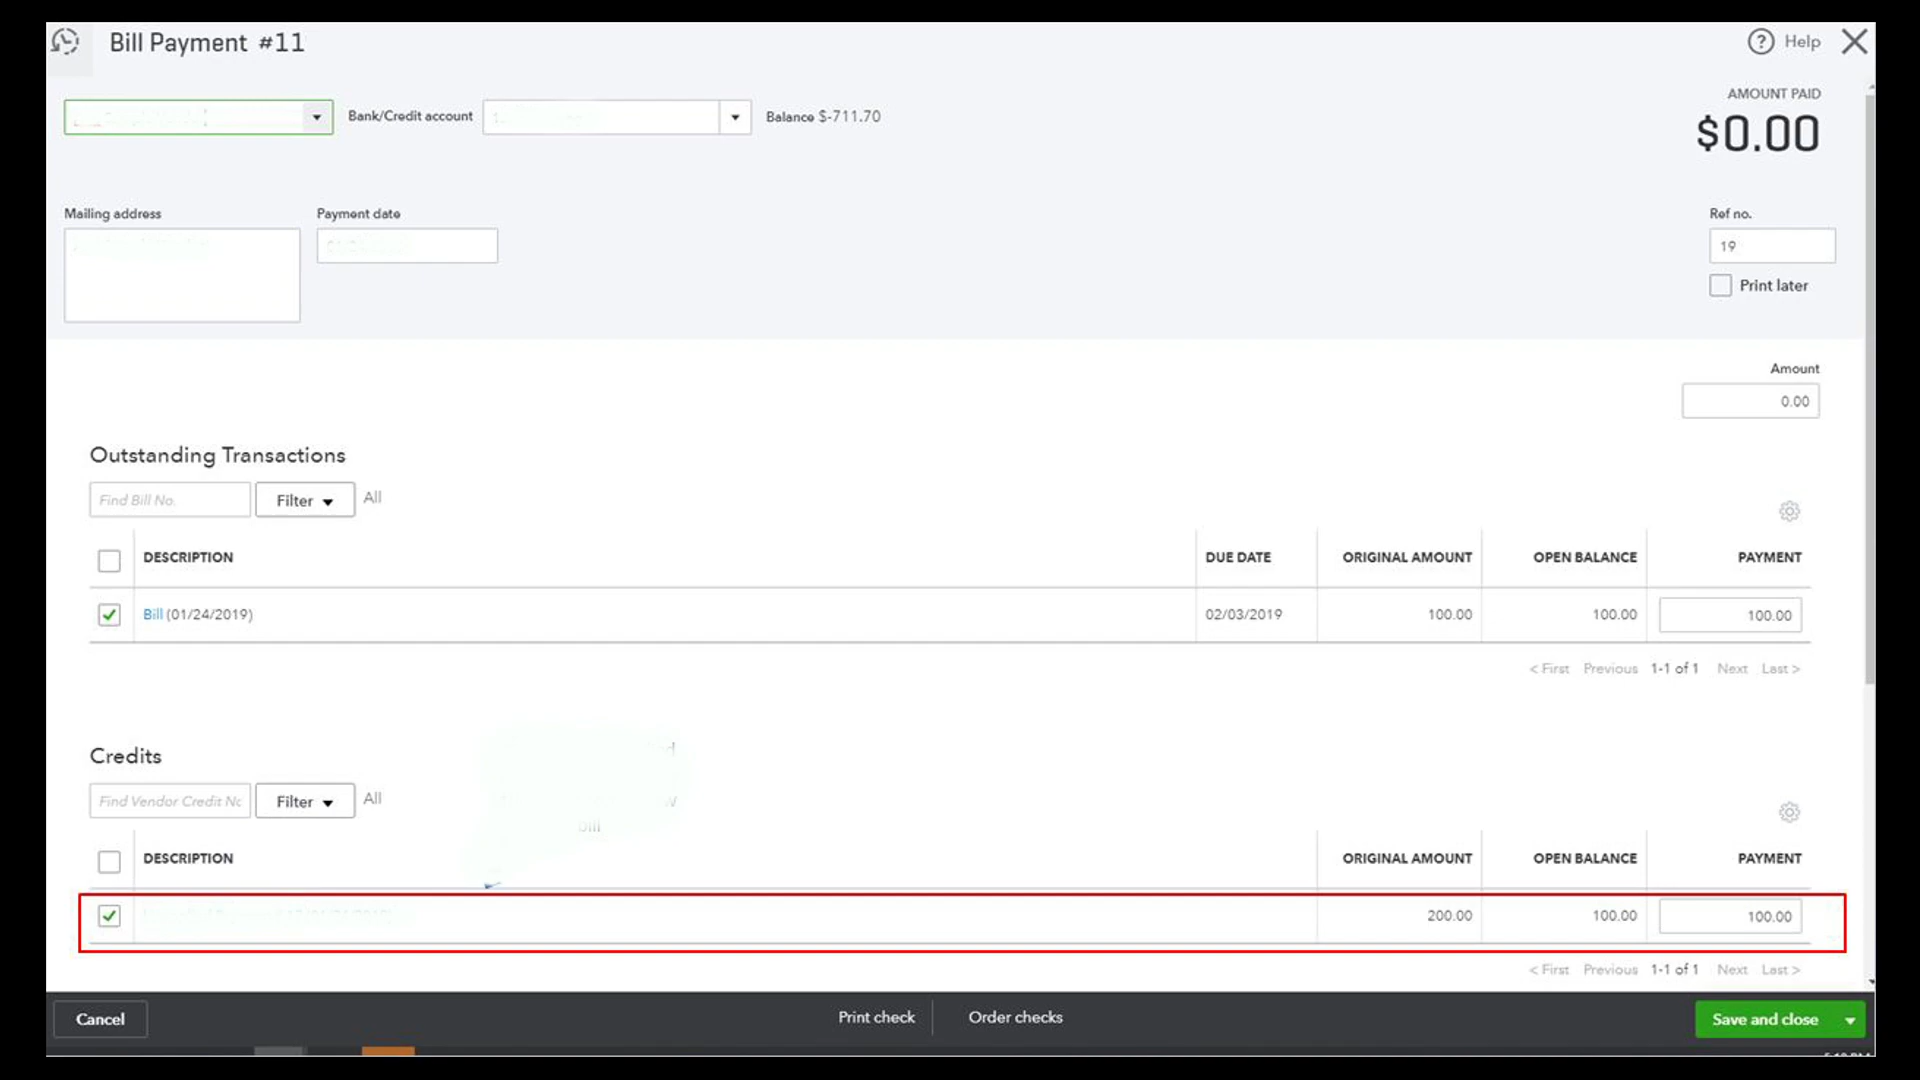 Bill Payment #11
Help
Bank/Credit account
Balance $-711.70
AMOUNT PAID
$0.00
Mailing address
Payment date
Ref no.
19
Print later
Amount
0.00
Outstanding Transactions
Find Bill No.
Filter
All
DESCRIPTION DUE DATE ORIGINAL AMOUNT OPEN BALANCE PAYMENT
Bill (01/24/2019) 02/03/2019 100.00 100.00 100.00
< First Previous 1-1 of 1 Next Last >
Credits
Find Vendor Credit No
Filter
All
bill
DESCRIPTION ORIGINAL AMOUNT OPEN BALANCE PAYMENT
200.00 100.00 100.00
< First Previous 1-1 of 1 Next Last >
Cancel
Print check
Order checks
Save and close